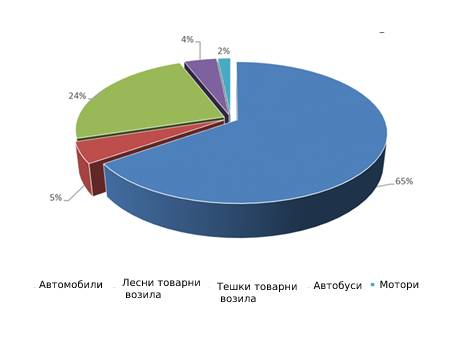 4%
2%
24%
5%
65%
Автомобили
Лесни товарни
возила
Тешки товарни
возила
Автобуси
Мотори